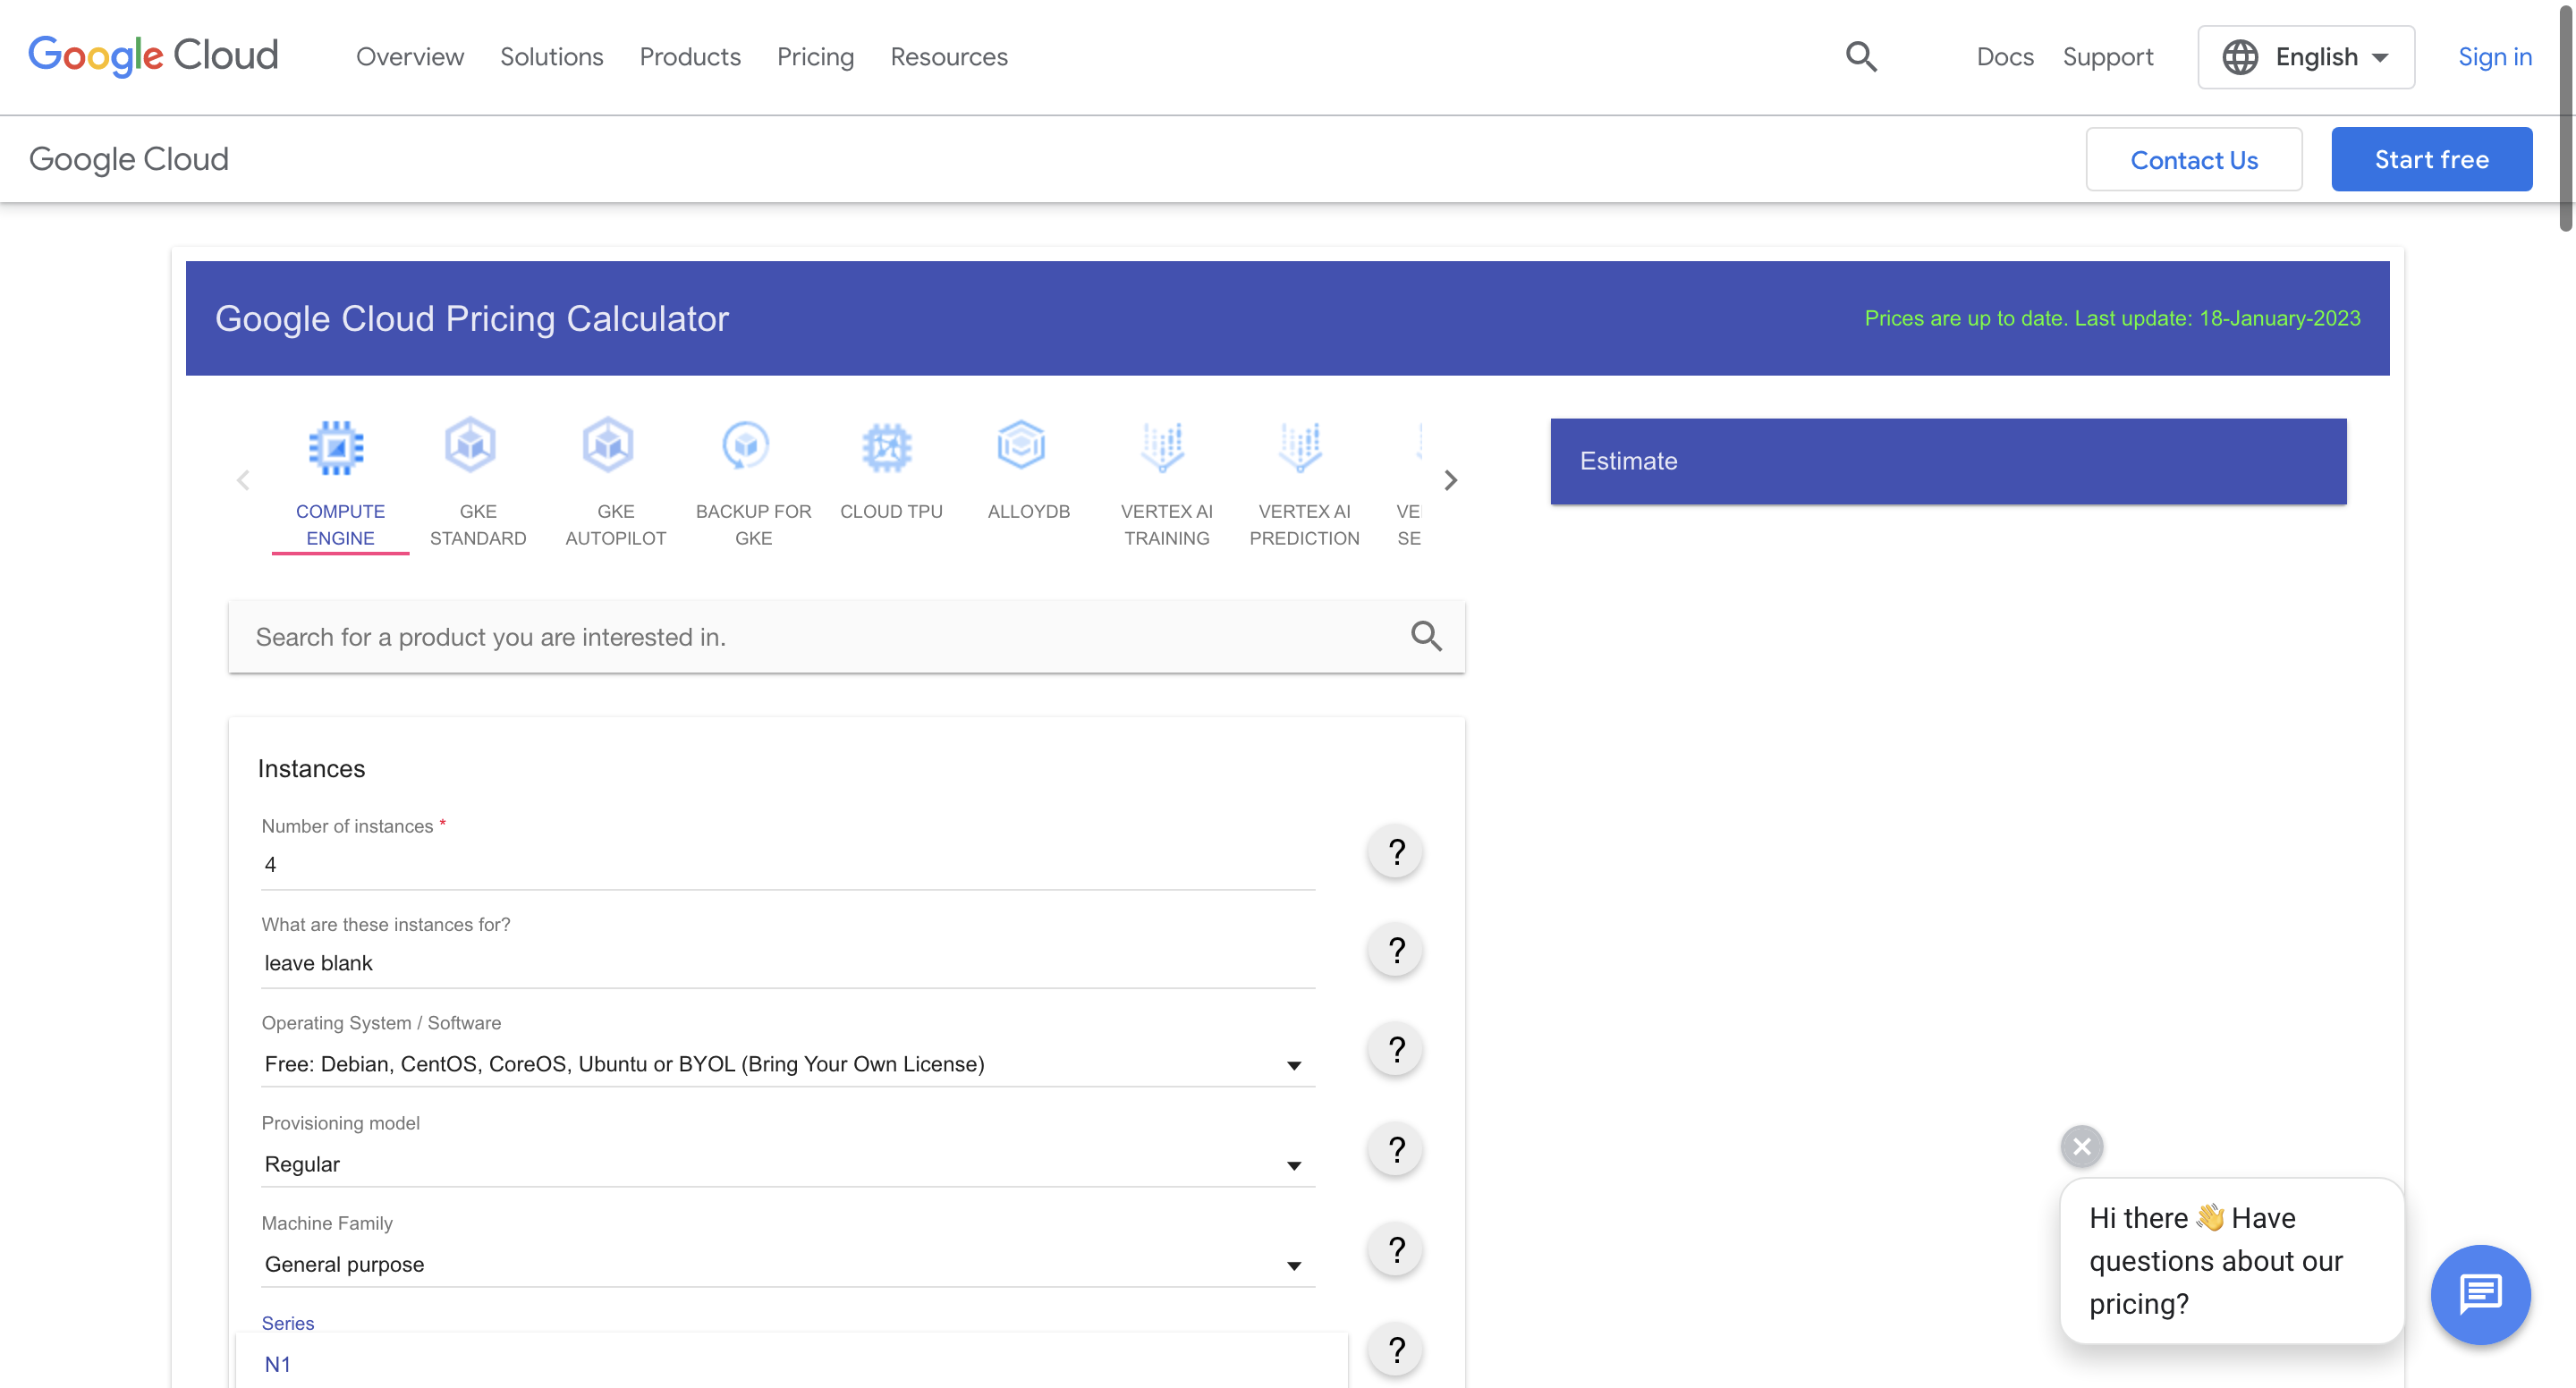 Google Cloud
Overview
Solutions
Products
Pricing
Resources
Docs
Support
English
Sign in
Google Cloud
Contact Us
Start free
Google Cloud Pricing Calculator
Prices are up to date. Last update: 18-January-2023
COMPUTE
ENGINE
GKE
STANDARD
GKE
AUTOPILOT
BACKUP FOR
GKE
CLOUD TPU
ALLOYDB
VERTEX AI
TRAINING
VERTEX AI
PREDICTION
SE
Estimate
Search for a product you are interested in.
Instances
Number of instances *
4
?
What are these instances for?
leave blank
?
Operating System / Software
Free: Debian, CentOS, CoreOS, Ubuntu or BYOL (Bring Your Own License)
?
Provisioning model
Regular
?
Machine Family
General purpose
?
Series
N1
?
Hi there 👋 Have
questions about our
pricing?